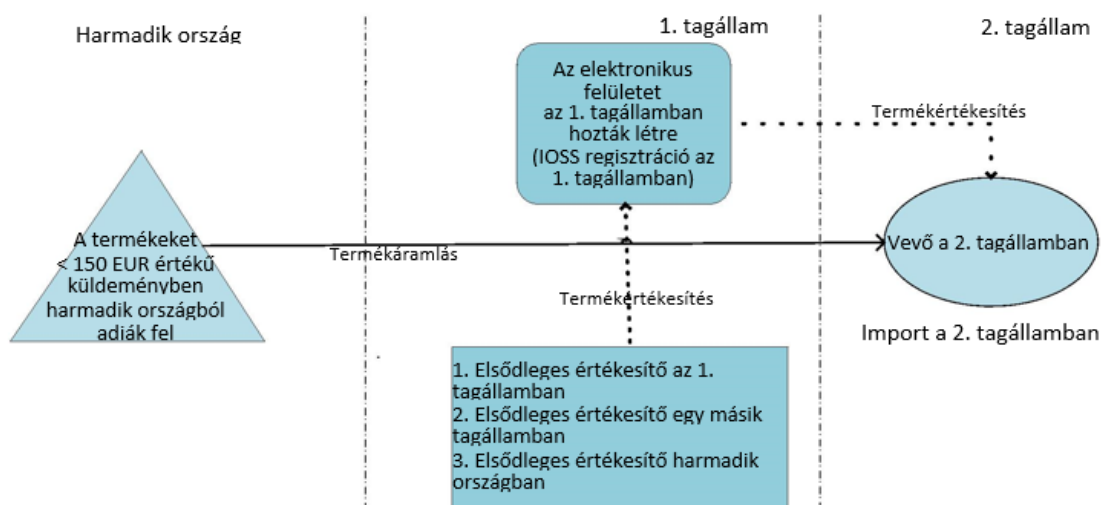 Harmadik ország
1. tagállam
2. tagállam
Az elektronikus
felületet
az 1. tagállamban
hozták létre
(IOSS regisztráció az
1. tagállamban)
Termékértékesítés
A termékeket
< 150 EUR értékű
küldeményben
harmadik országból
adják fel
Termékáramlás
Vevő a 2. tagállamban
Termékértékesítés
Import a 2. tagállamban
1. Elsődleges értékesítő az 1.
tagállamban
2. Elsődleges értékesítő egy másik
tagállamban
3. Elsődleges értékesítő harmadik
országban